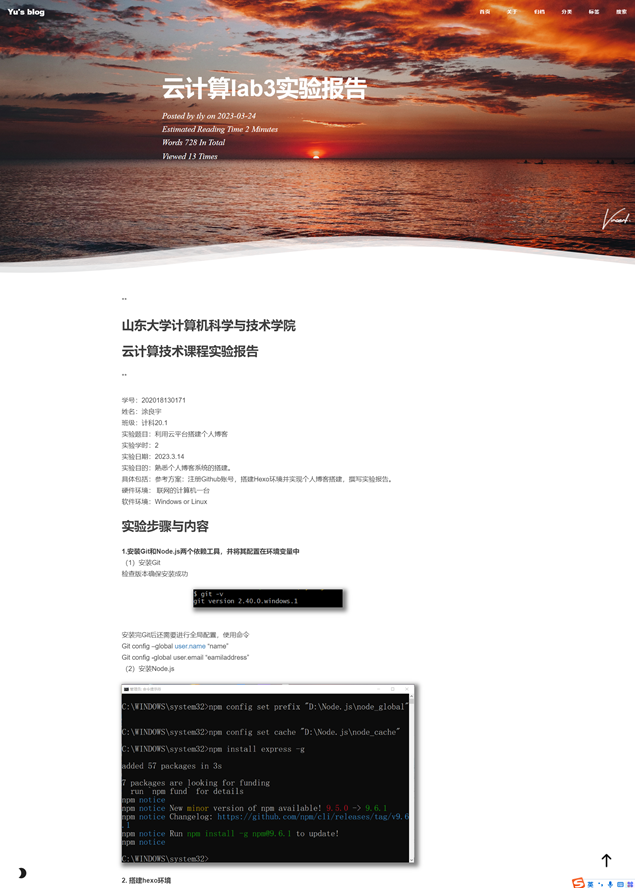 Yu's blog
首页 关于 归档 分类 标签 搜索
云计算lab3实验报告
Posted by tly on 2023-03-24
Estimated Reading Time 2 Minutes
Words 728 In Total
Viewed 13 Times
Vincent.
**
山东大学计算机科学与技术学院
云计算技术课程实验报告
**
学号：202018130171
姓名：涂良宇
班级：计科20.1
实验题目：利用云平台搭建个人博客
实验学时：2
实验日期：2023.3.14
实验目的：熟悉个人博客系统的搭建。
具体包括：参考方案：注册Github账号，搭建Hexo环境并实现个人博客搭建，撰写实验报告。
硬件环境： 联网的计算机一台
软件环境：Windows or Linux
实验步骤与内容
1.安装Git和Node.js两个依赖工具，并将其配置在环境变量中
（1）安装Git
检查版本确保安装成功
$ git -v
git version 2.40.0.windows.1
安装完Git后还需要进行全局配置，使用命令
Git config –global user.name “name”
Git config -global user.email “eamiladdress”
（2）安装Node.js
C:\WINDOWS\system32>npm config set prefix "D:\Node.js\node_global"
C:\WINDOWS\system32>npm config set cache "D:\Node.js\node_cache"
C:\WINDOWS\system32>npm install express -g
added 57 packages in 3s
7 packages are looking for funding
run `npm fund` for details
npm notice
npm notice New minor version of npm available! 9.5.0 -> 9.6.1
npm notice Changelog: https://github.com/npm/cli/releases/tag/v9.6
.1
npm notice Run npm install -g npm@9.6.1 to update!
npm notice
C:\WINDOWS\system32>
2. 搭建hexo环境
英